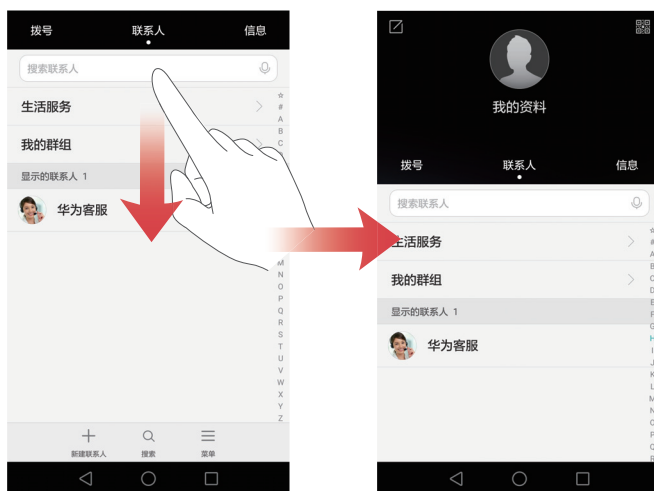 拨号 联系人 信息
搜索联系人
生活服务
我的群组
显示的联系人 1
华为客服
☆
#
A
B
C
M
N
O
P
Q
R
S
T
U
V
W
X
Y
Z
新建联系人 搜索 菜单
我的资料
拨号 联系人 信息
搜索联系人
生活服务
我的群组
显示的联系人 1
华为客服
☆
#
A
B
C
D
E
F
G
H
I
J
K
L
M
N
O
P
Q
R